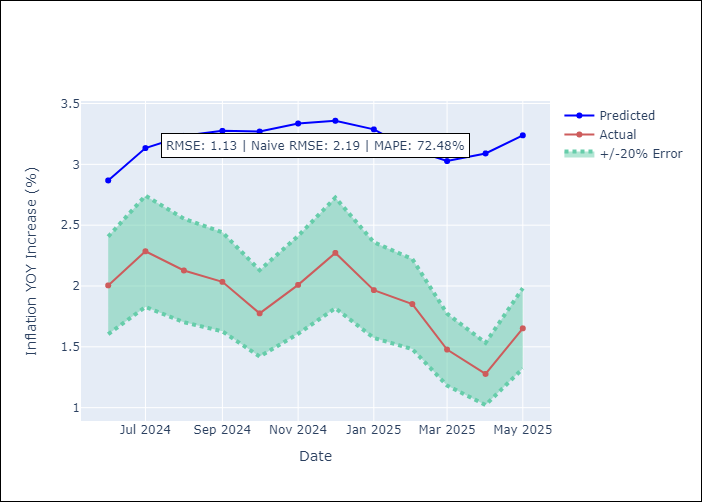 3.5
3
2.5
2
1.5
1
Inflation YOY Increase (%)
RMSE: 1.13 | Naive RMSE: 2.19 | MAPE: 72.48%
Jul 2024
Sep 2024
Nov 2024
Jan 2025
Mar 2025
May 2025
Date
Predicted
Actual
+/-20% Error